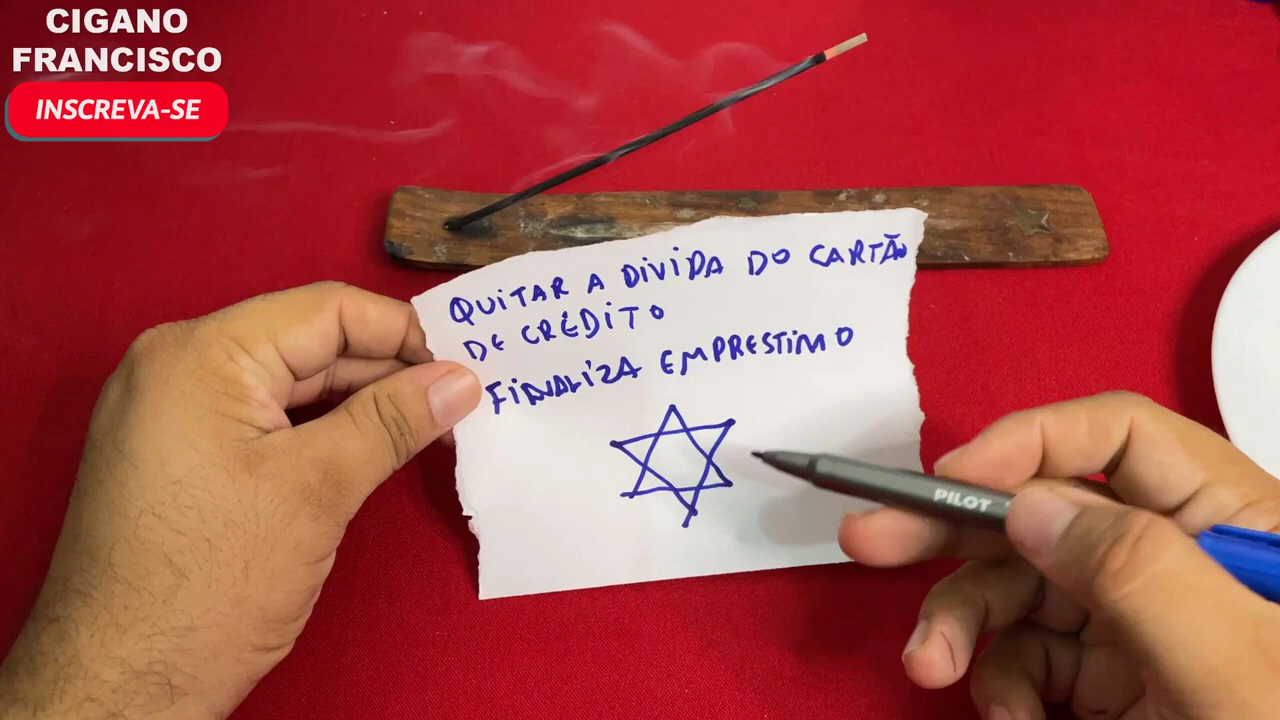 CIGANO
FRANCISCO
INSCREVA-SE
QUITAR A DIVIDA DO CARTÃO
DE CRÉDITO
FINALIZA EMPRESTIMO
PILOT